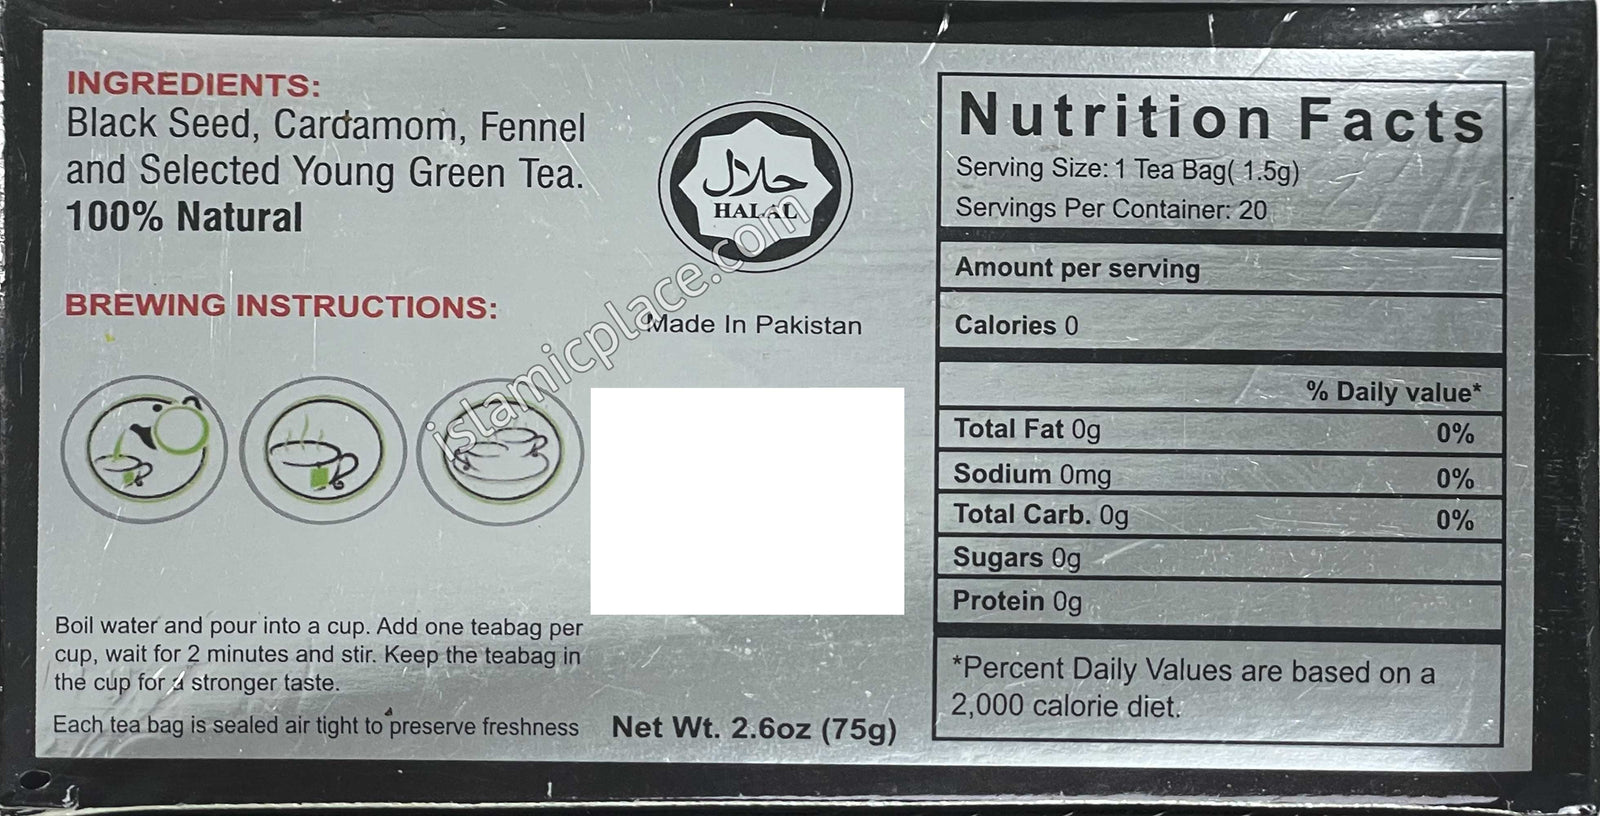 INGREDIENTS:
Black Seed, Cardamom, Fennel
and Selected Young Green Tea.
100% Natural
BREWING INSTRUCTIONS:
Boil water and pour into a cup. Add one teabag per
cup, wait for 2 minutes and stir. Keep the teabag in
the cup for a stronger taste.
Each tea bag is sealed air tight to preserve freshness
حلال
HALAL
Made In Pakistan
islamicplace.com
Net Wt. 2.6oz (75g)
Nutrition Facts
Serving Size: 1 Tea Bag( 1.5g)
Servings Per Container: 20
Amount per serving
Calories 0
% Daily value*
Total Fat 0g 0%
Sodium 0mg 0%
Total Carb. 0g 0%
Sugars 0g
Protein 0g
*Percent Daily Values are based on a
2,000 calorie diet.